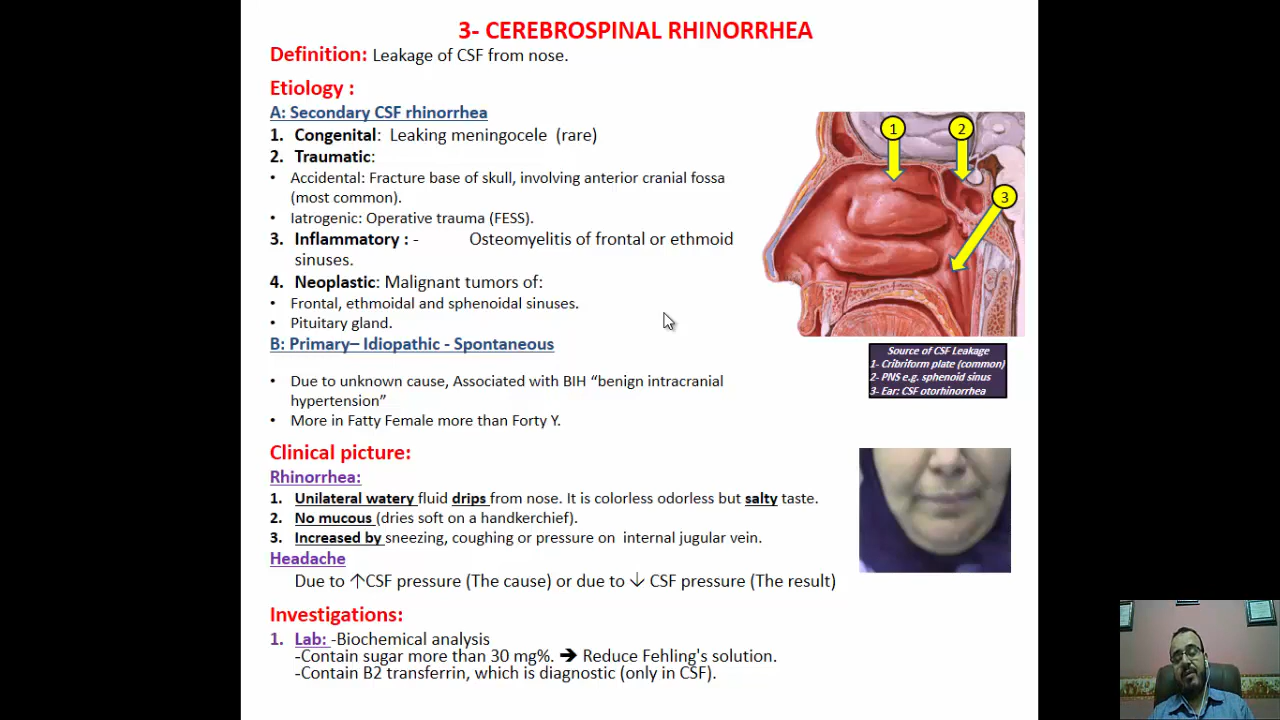 3- CEREBROSPINAL RHINORRHEA
Definition: Leakage of CSF from nose.
Etiology :
A: Secondary CSF rhinorrhea
1. Congenital: Leaking meningocele (rare)
2. Traumatic:
• Accidental: Fracture base of skull, involving anterior cranial fossa
(most common).
• Iatrogenic: Operative trauma (FESS).
3. Inflammatory : - Osteomyelitis of frontal or ethmoid
sinuses.
4. Neoplastic: Malignant tumors of:
• Frontal, ethmoidal and sphenoidal sinuses.
• Pituitary gland.
B: Primary– Idiopathic - Spontaneous
• Due to unknown cause, Associated with BIH “benign intracranial
hypertension”
• More in Fatty Female more than Forty Y.
1
2
3
Source of CSF Leakage
1- Cribriform plate (common)
2- PNS e.g. sphenoid sinus
3- Ear: CSF otorhinorrhea
Clinical picture:
Rhinorrhea:
1. Unilateral watery fluid drips from nose. It is colorless odorless but salty taste.
2. No mucous (dries soft on a handkerchief).
3. Increased by sneezing, coughing or pressure on internal jugular vein.
Headache
Due to ↑CSF pressure (The cause) or due to ↓ CSF pressure (The result)
Investigations:
1. Lab: -Biochemical analysis
-Contain sugar more than 30 mg%. ➔ Reduce Fehling's solution.
-Contain B2 transferrin, which is diagnostic (only in CSF).